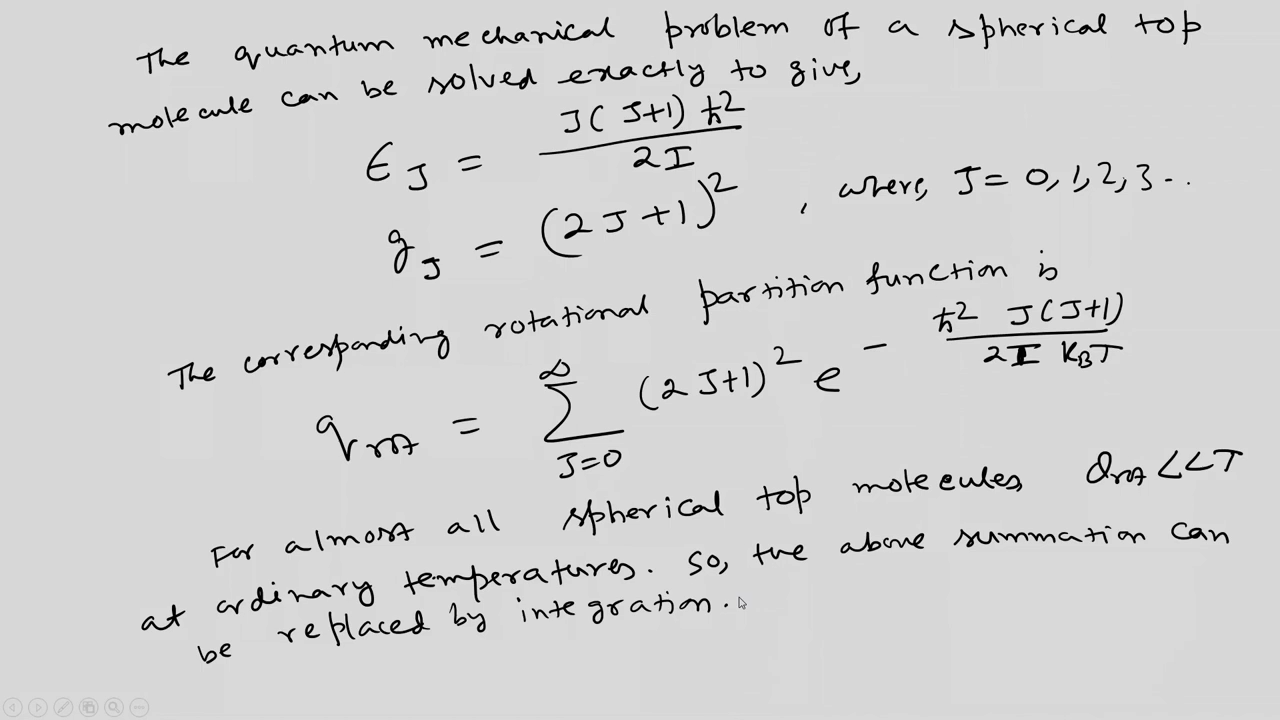 The quantum mechanical problem of a spherical top
molecule can be solved exactly to give,
ϵ_J = J(J+1) ħ² / 2I
g_J = (2J+1)² , where, J = 0, 1, 2, 3 - .
The corresponding rotational partition function is
q_rot = ∑_{J=0}^{∞} (2J+1)² e^{- ħ² J(J+1) / 2I K_B T}
For almost all spherical top molecules, θ_rot << T
at ordinary temperatures. So, the above summation can
be replaced by integration.